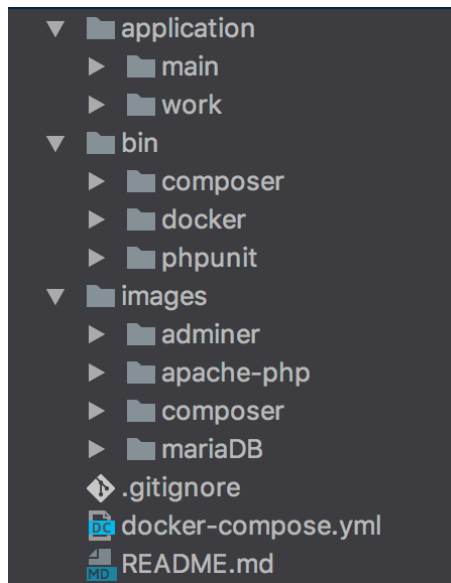 application
main
work
bin
composer
docker
phpunit
images
adminer
apache-php
composer
mariaDB
.gitignore
DC docker-compose.yml
MD README.md